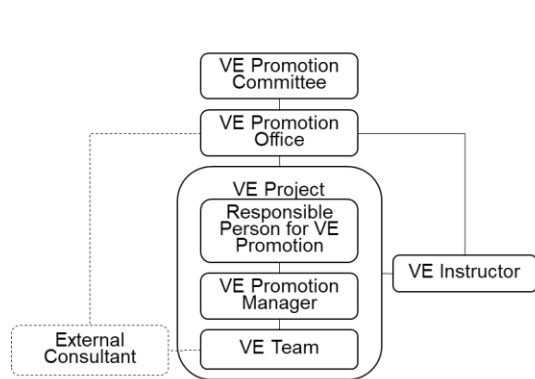 VE Promotion
Committee
VE Promotion
Office
VE Project
Responsible
Person for VE
Promotion
VE Instructor
VE Promotion
Manager
External
Consultant
VE Team